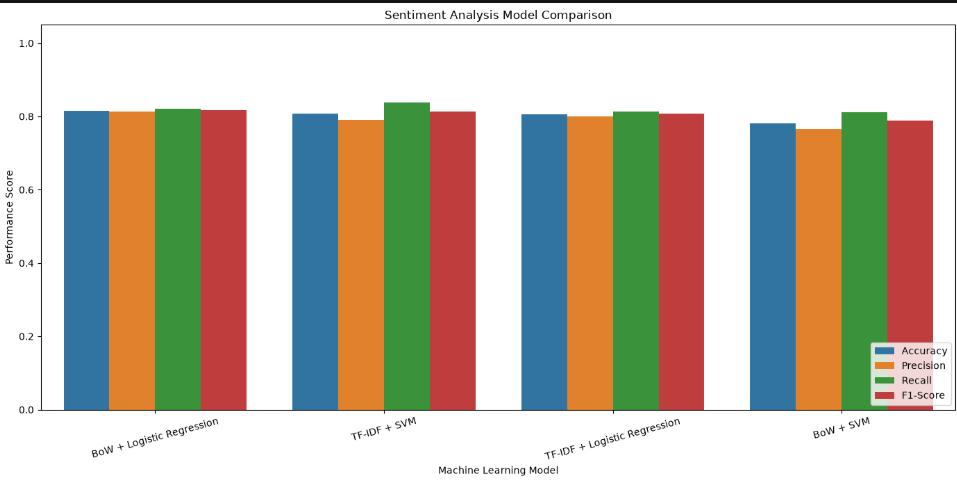 Sentiment Analysis Model Comparison
Performance Score
1.0
0.8
0.6
0.4
0.2
0.0
Accuracy
Precision
Recall
F1-Score
BoW + Logistic Regression
TF-IDF + SVM
TF-IDF + Logistic Regression
BoW + SVM
Machine Learning Model